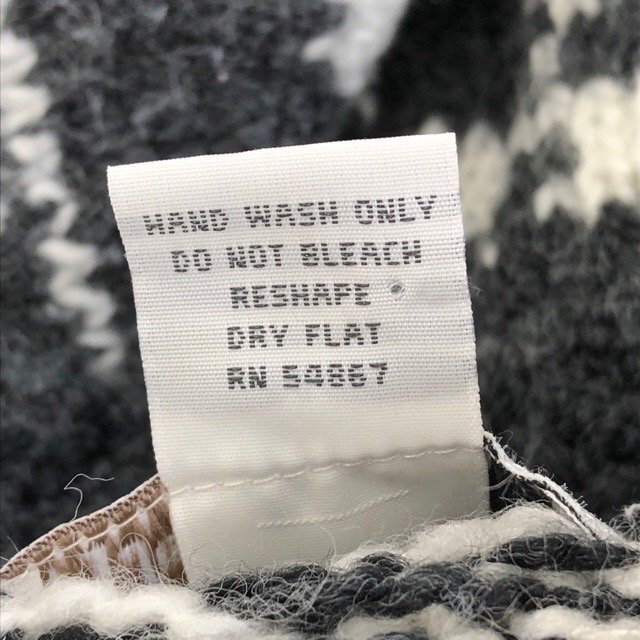 HAND WASH ONLY
DO NOT BLEACH
RESHAPE
DRY FLAT
RN 54867